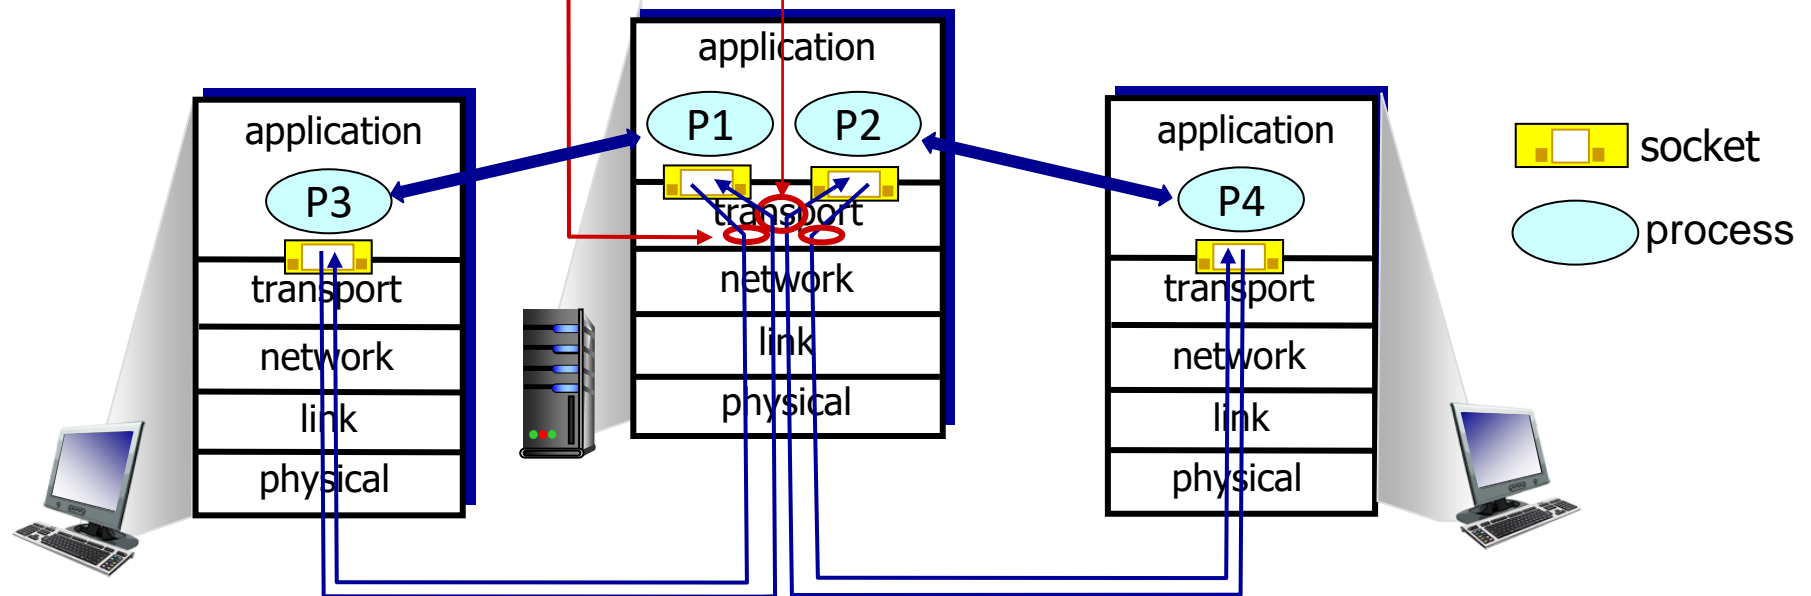 application
P3
transport
network
link
physical
application
P1
P2
transport
network
link
physical
application
P4
transport
network
link
physical
socket
process